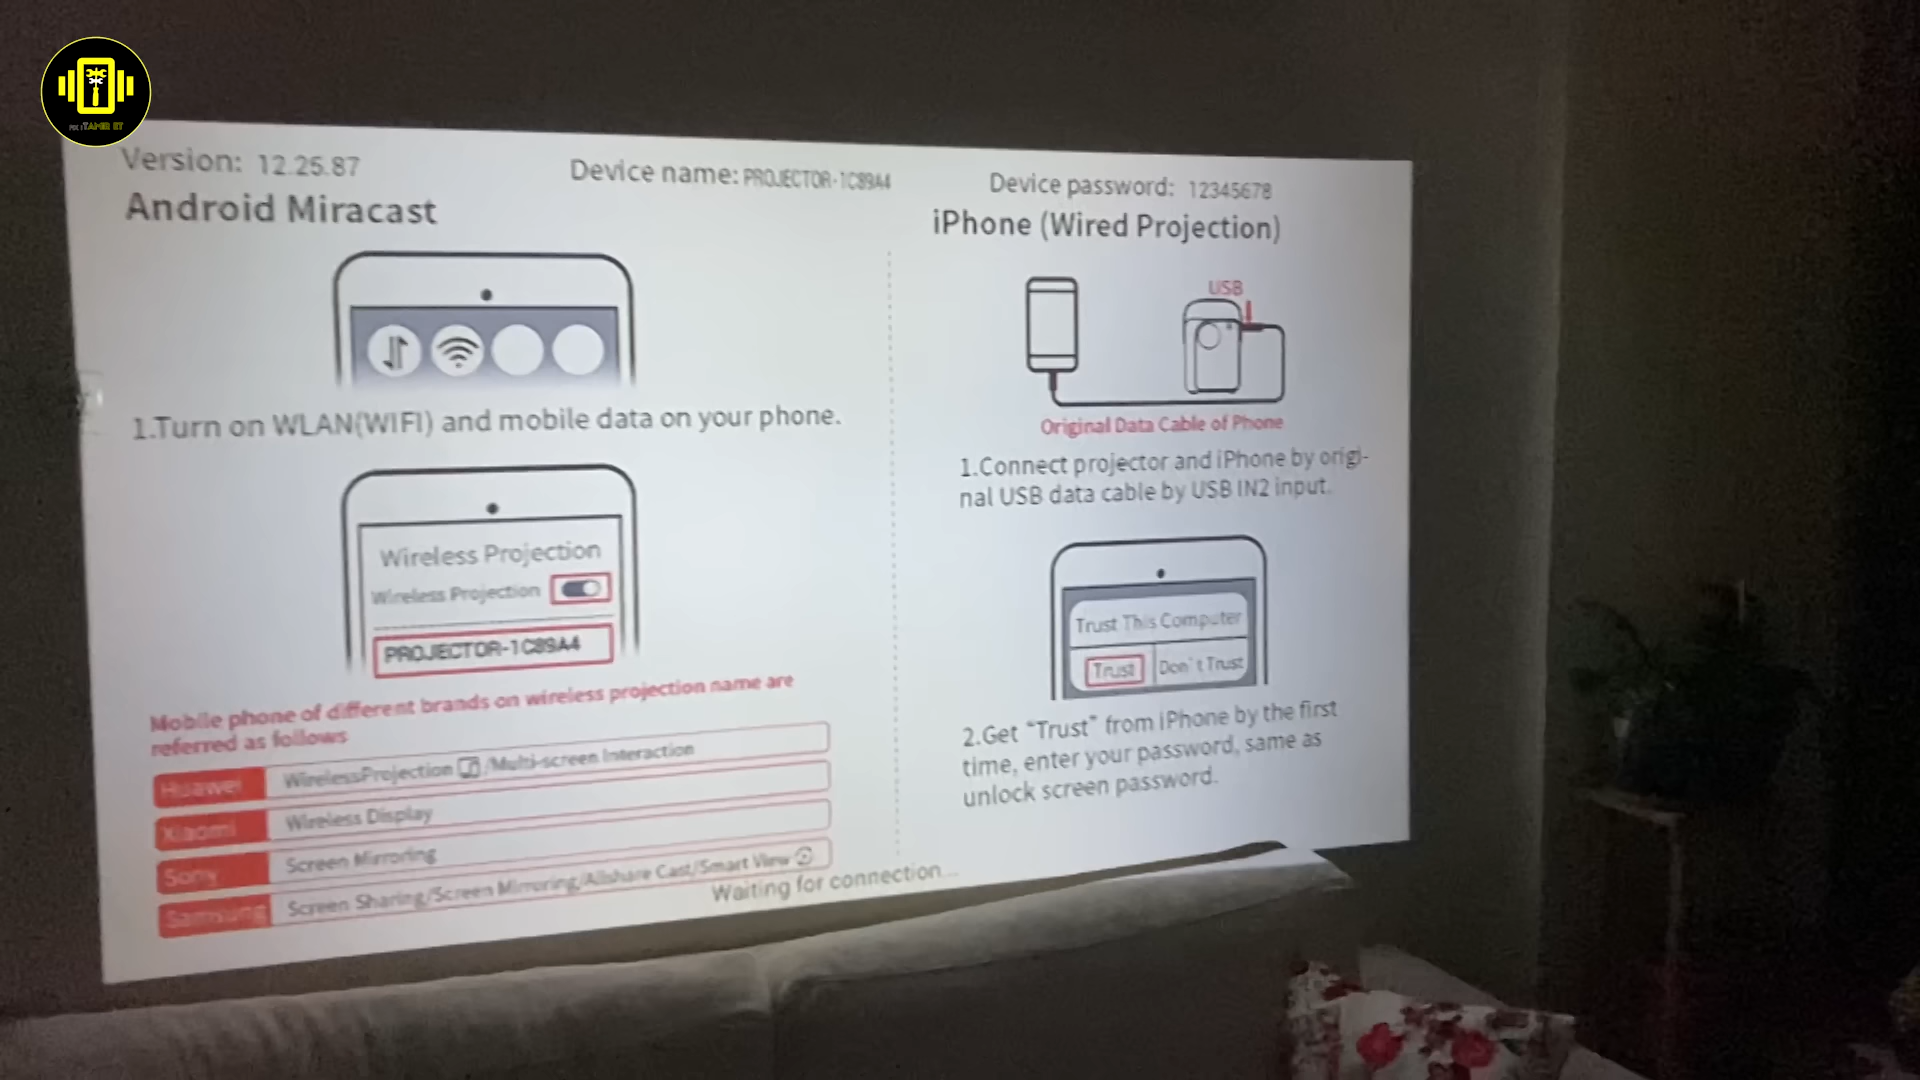 FIX | TAMİR ET
Version: 12.25.87
Device name: PROJECTOR-1C89A4
Device password: 12345678
Android Miracast
1.Turn on WLAN(WIFI) and mobile data on your phone.
Wireless Projection
Wireless Projection
PROJECTOR-1C89A4
Mobile phone of different brands on wireless projection name are
referred as follows
Huawei WirelessProjection /Multi-screen Interaction
Xiaomi Wireless Display
Sony Screen Mirroring
Samsung Screen Sharing/Screen Mirroring/Allshare Cast/Smart View
iPhone (Wired Projection)
USB
Original Data Cable of Phone
1.Connect projector and iPhone by origi-
nal USB data cable by USB IN2 input.
Trust This Computer
Trust Don`t Trust
2.Get “Trust” from iPhone by the first
time, enter your password, same as
unlock screen password.
Waiting for connection...